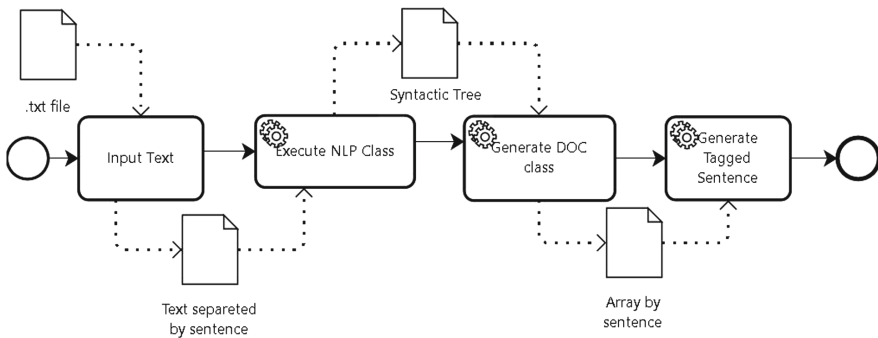 .txt file
Input Text
Text separeted
by sentence
Execute NLP Class
Syntactic Tree
Generate DOC
class
Array by
sentence
Generate
Tagged
Sentence